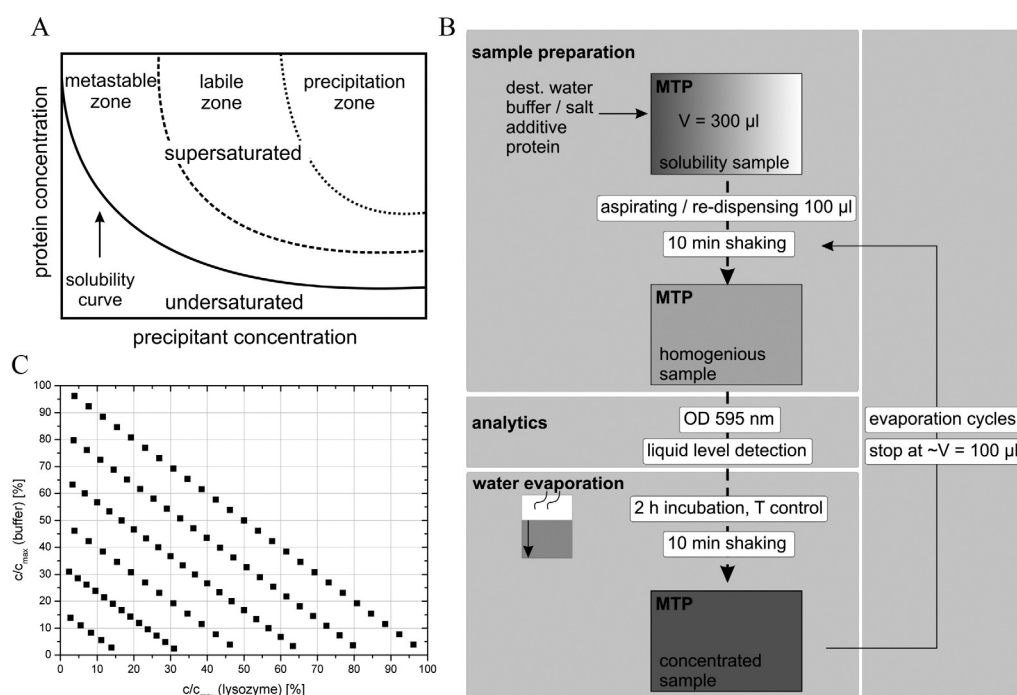 A
metastable
zone
labile
zone
precipitation
zone
supersaturated
solubility
curve
undersaturated
protein concentration
precipitant concentration
B
sample preparation
dest. water
buffer / salt
additive
protein
MTP
V = 300 µl
solubility sample
aspirating / re-dispensing 100 µl
10 min shaking
MTP
homogenious
sample
analytics
OD 595 nm
liquid level detection
evaporation cycles
stop at ~V = 100 µl
water evaporation
2 h incubation, T control
10 min shaking
MTP
concentrated
sample
C
100
90
80
70
60
50
40
30
20
10
0
c/cmax (buffer) [%]
0 10 20 30 40 50 60 70 80 90 100
(lysozyme) [%]